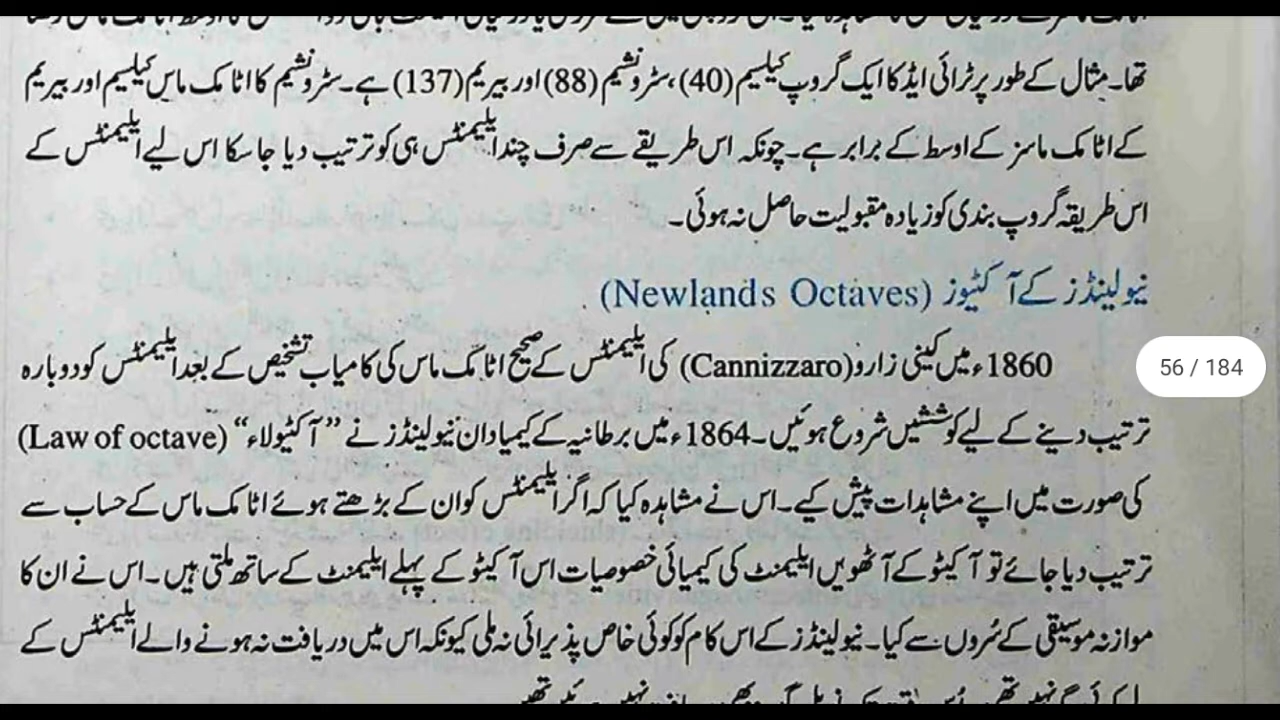 تھا۔ مثال کے طور پر ٹرائی ایڈ کا ایک گروپ کیلسیم (40)، سٹرونشیم (88) اور بیریم (137) ہے۔ سٹرونشیم کا اٹامک ماس کیلسیم اور بیریم
کے اٹامک ماسز کے اوسط کے برابر ہے۔ چونکہ اس طریقے سے صرف چند ایلیمنٹس ہی کو ترتیب دیا جا سکا اس لیے ایلیمنٹس کے
اس طریقہ گروپ بندی کو زیادہ مقبولیت حاصل نہ ہوئی۔
نیولینڈز کے آکٹیوز (Newlands Octaves)
1860ء میں کینی زارو (Cannizzaro) کی ایلیمنٹس کے صحیح اٹامک ماس کی کامیاب تشخیص کے بعد ایلیمنٹس کو دوبارہ
56 / 184
ترتیب دینے کے لیے کوششیں شروع ہوئیں۔ 1864ء میں برطانیہ کے کیمیادان نیولینڈز نے ”آکٹیولاء“ (Law of octave)
کی صورت میں اپنے مشاہدات پیش کیے۔ اس نے مشاہدہ کیا کہ اگر ایلیمنٹس کو ان کے بڑھتے ہوئے اٹامک ماس کے حساب سے
ترتیب دیا جائے تو آکیٹو کے آٹھویں ایلیمنٹ کی کیمیائی خصوصیات اس آکیٹو کے پہلے ایلیمنٹ کے ساتھ ملتی ہیں۔ اس نے ان کا
موازنہ موسیقی کے سُروں سے کیا۔ نیولینڈز کے اس کام کو کوئی خاص پذیرائی نہ ملی کیونکہ اس میں دریافت نہ ہونے والے ایلیمنٹس کے